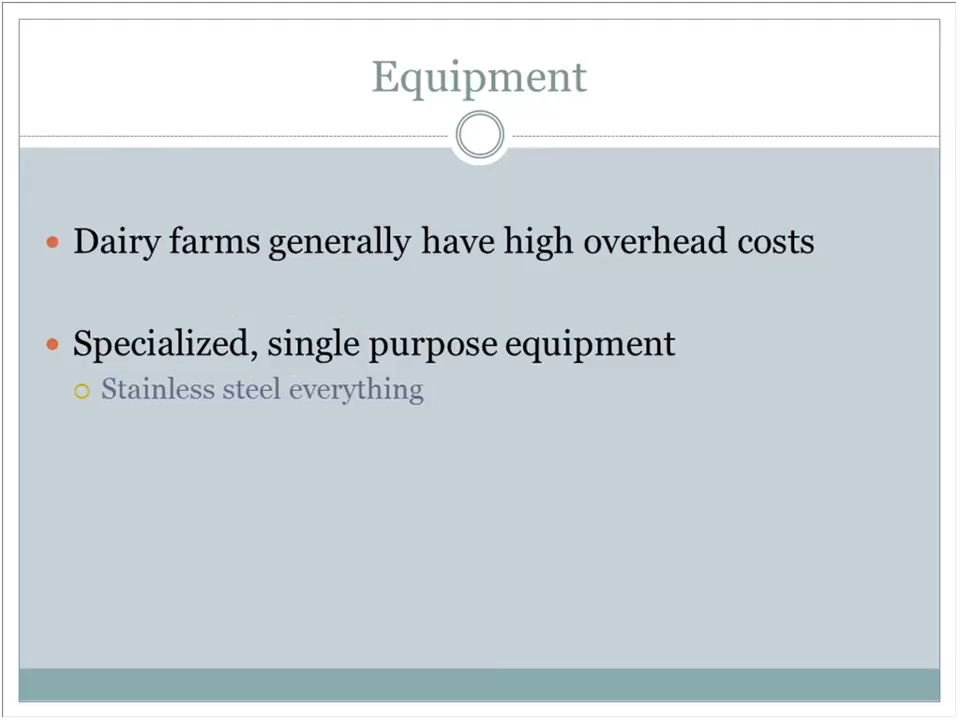 Equipment
Dairy farms generally have high overhead costs
Specialized, single purpose equipment
Stainless steel everything